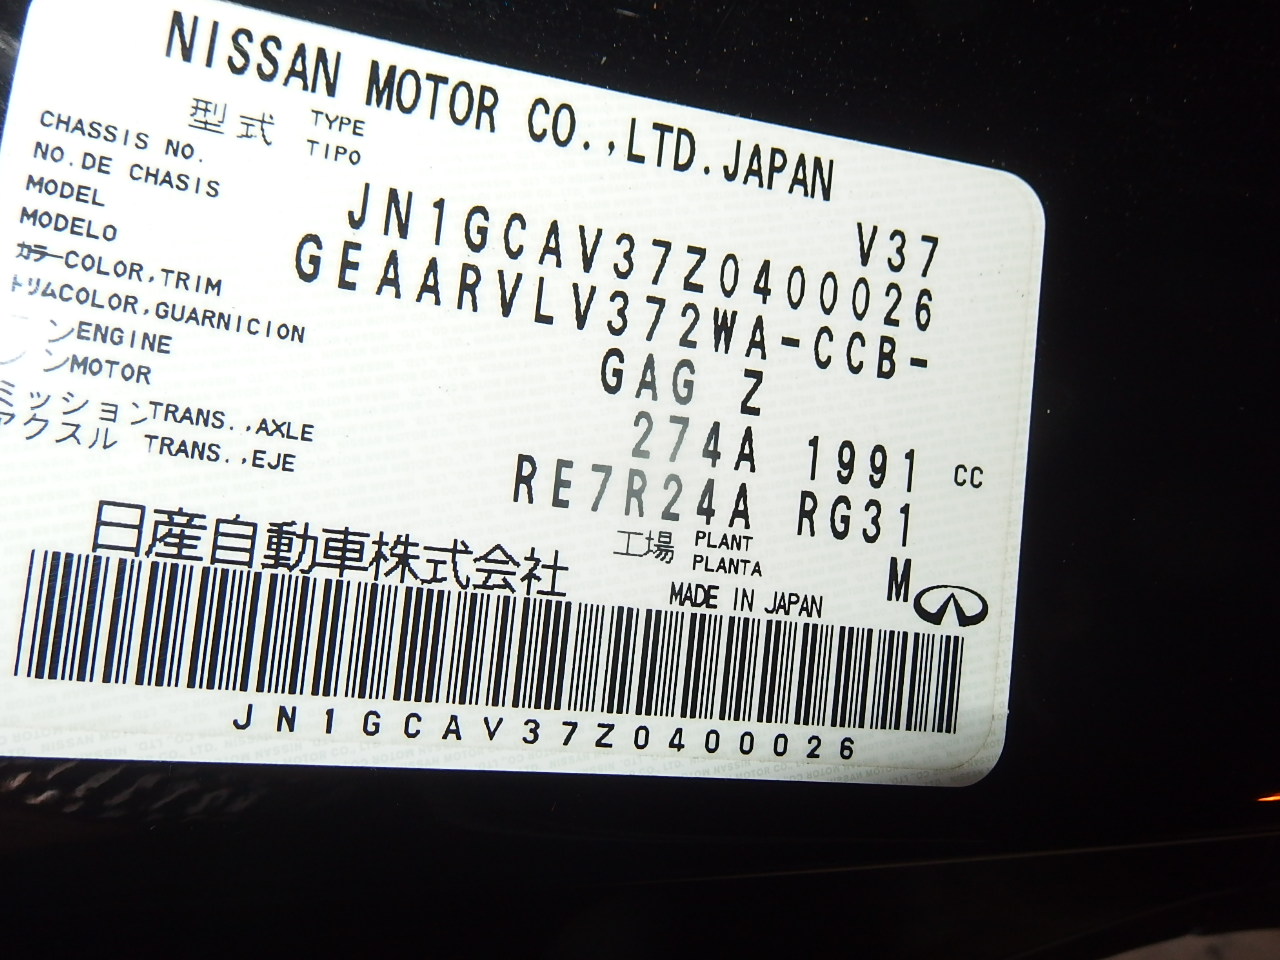 NISSAN MOTOR CO.,LTD.JAPAN
型式 TYPE
TIPO
V37
CHASSIS NO.
NO.DE CHASIS
JN1GCAV37Z0400026
MODEL
MODELO
GEAARVLV372WA-CCB-
カラーCOLOR,TRIM
トリムCOLOR,GUARNICION
GAG Z
ンENGINE
ンMOTOR
274A 1991 CC
ミッションTRANS.,AXLE
アクスル TRANS.,EJE
RE7R24A RG31
工場 PLANT
PLANTA
M
日産自動車株式会社
MADE IN JAPAN
JN1GCAV37Z0400026